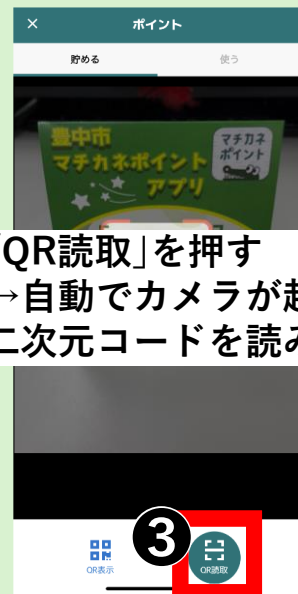 × ポイント
貯める 使う
豊中市
マチカネポイント
アプリ
マチカネ
ポイント
「QR読取」を押す
→自動でカメラが起
二次元コードを読み
3
QR表示
QR読取